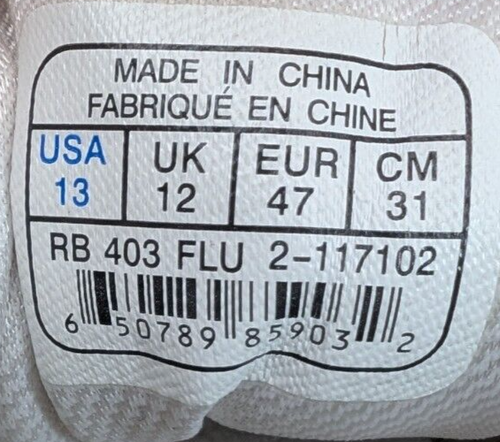 MADE IN CHINA
FABRIQUÉ EN CHINE
USA UK EUR CM
13 12 47 31
RB 403 FLU 2-117102
6 50789 85903 2